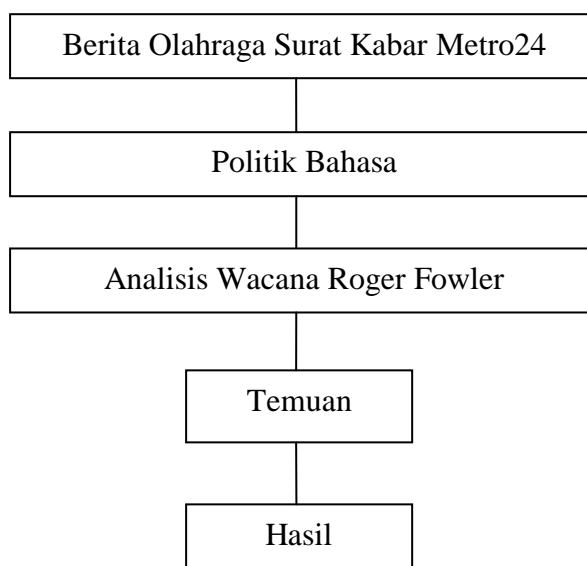 Berita Olahraga Surat Kabar Metro24
Politik Bahasa
Analisis Wacana Roger Fowler
Temuan
Hasil